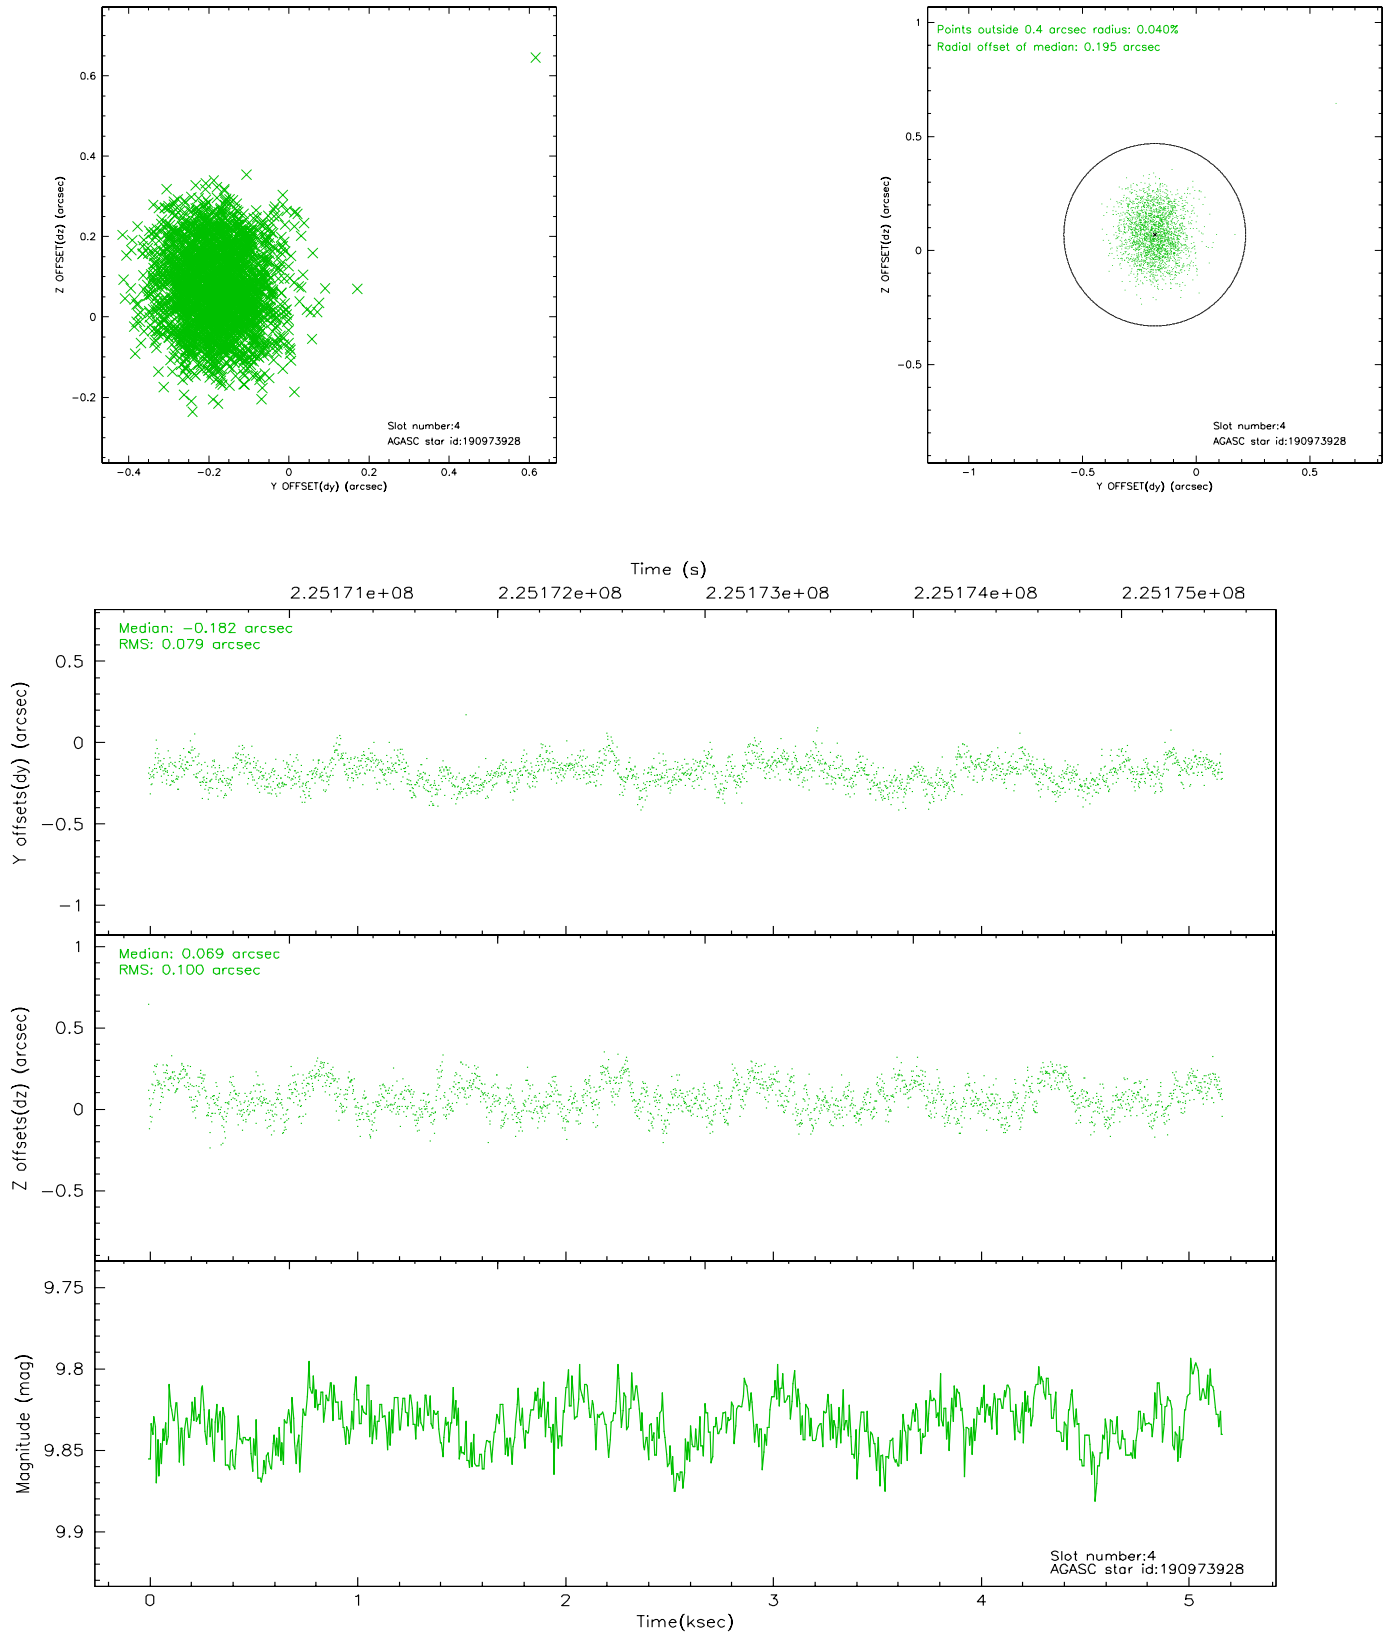 0.6
0.4
0.2
0
−0.2
Z OFFSET(dz) (arcsec)
Slot number:4
AGASC star id:190973928
−0.4 −0.2 0 0.2 0.4 0.6
Y OFFSET(dy) (arcsec)
Points outside 0.4 arcsec radius: 0.040%
Radial offset of median: 0.195 arcsec
1
0.5
0
−0.5
Z OFFSET(dz) (arcsec)
Slot number:4
AGASC star id:190973928
−1 −0.5 0 0.5
Y OFFSET(dy) (arcsec)
Time (s)
2.25171e+08 2.25172e+08 2.25173e+08 2.25174e+08 2.25175e+08
Median: −0.182 arcsec
RMS: 0.079 arcsec
0.5
0
−0.5
−1
Y offsets(dy) (arcsec)
Median: 0.069 arcsec
RMS: 0.100 arcsec
1
0.5
0
−0.5
Z offsets(dz) (arcsec)
9.75
9.8
9.85
9.9
Magnitude (mag)
Slot number:4
AGASC star id:190973928
0 1 2 3 4 5
Time(ksec)